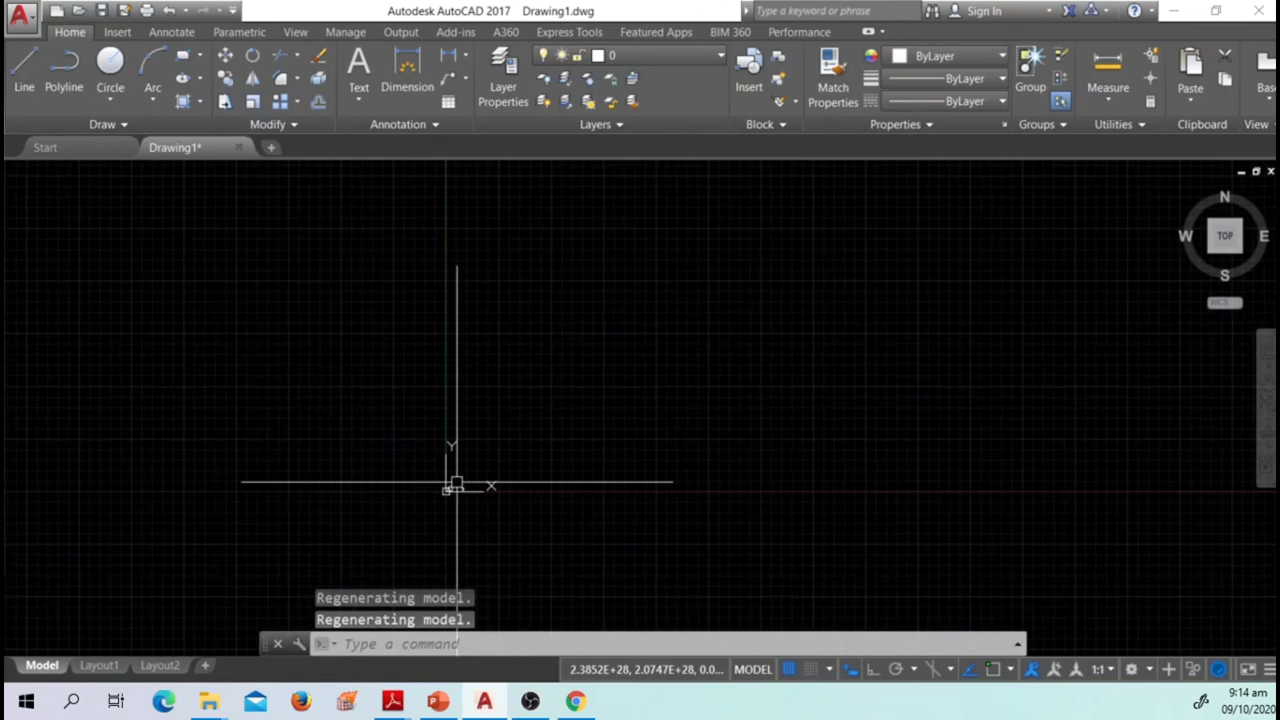 Autodesk AutoCAD 2017 Drawing1.dwg
Type a keyword or phrase
Sign In
Home Insert Annotate Parametric View Manage Output Add-ins A360 Express Tools Featured Apps BIM 360 Performance
0
ByLayer
ByLayer
ByLayer
Line Polyline Circle Arc
Text Dimension
Layer Properties
Insert
Match Properties
Group
Measure
Paste
Bas
Draw Modify Annotation Layers Block Properties Groups Utilities Clipboard View
Start Drawing1*
N
W TOP E
S
WCS
Y
X
Regenerating model.
Regenerating model.
Type a command
Model Layout1 Layout2
2.3852E+28, 2.0747E+28, 0.0... MODEL
1:1
9:14 am
09/10/2020